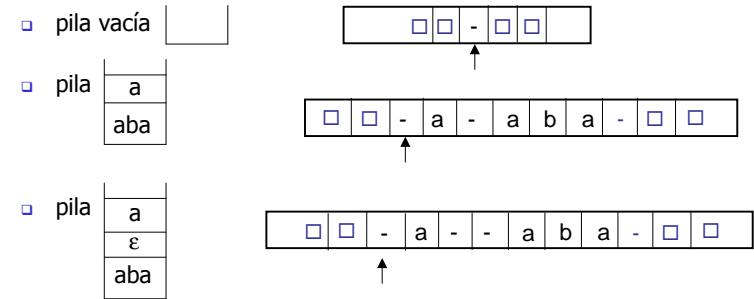 ❑ pila vacía
□ □ - □ □
❑ pila
a
aba
□ □ - a - a b a - □ □
❑ pila
a
ε
aba
□ □ - a - - a b a - □ □